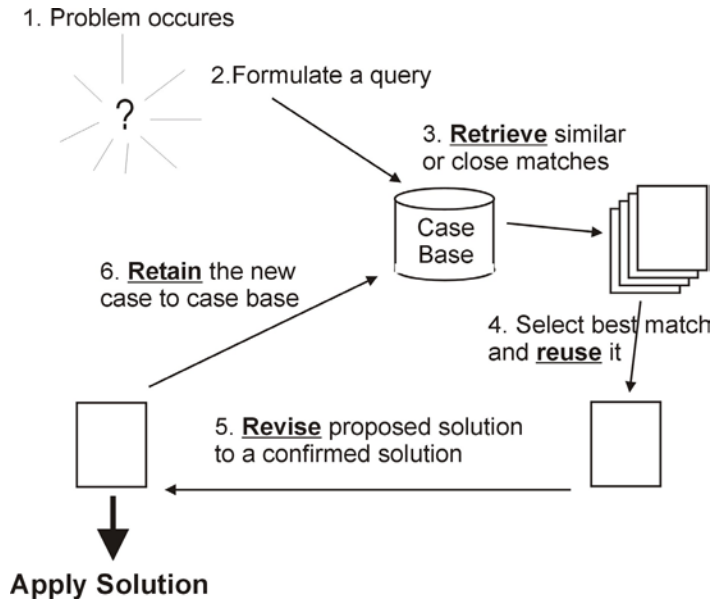 1. Problem occures
?
2.Formulate a query
3. Retrieve similar
or close matches
Case
Base
6. Retain the new
case to case base
4. Select best match
and reuse it
5. Revise proposed solution
to a confirmed solution
Apply Solution